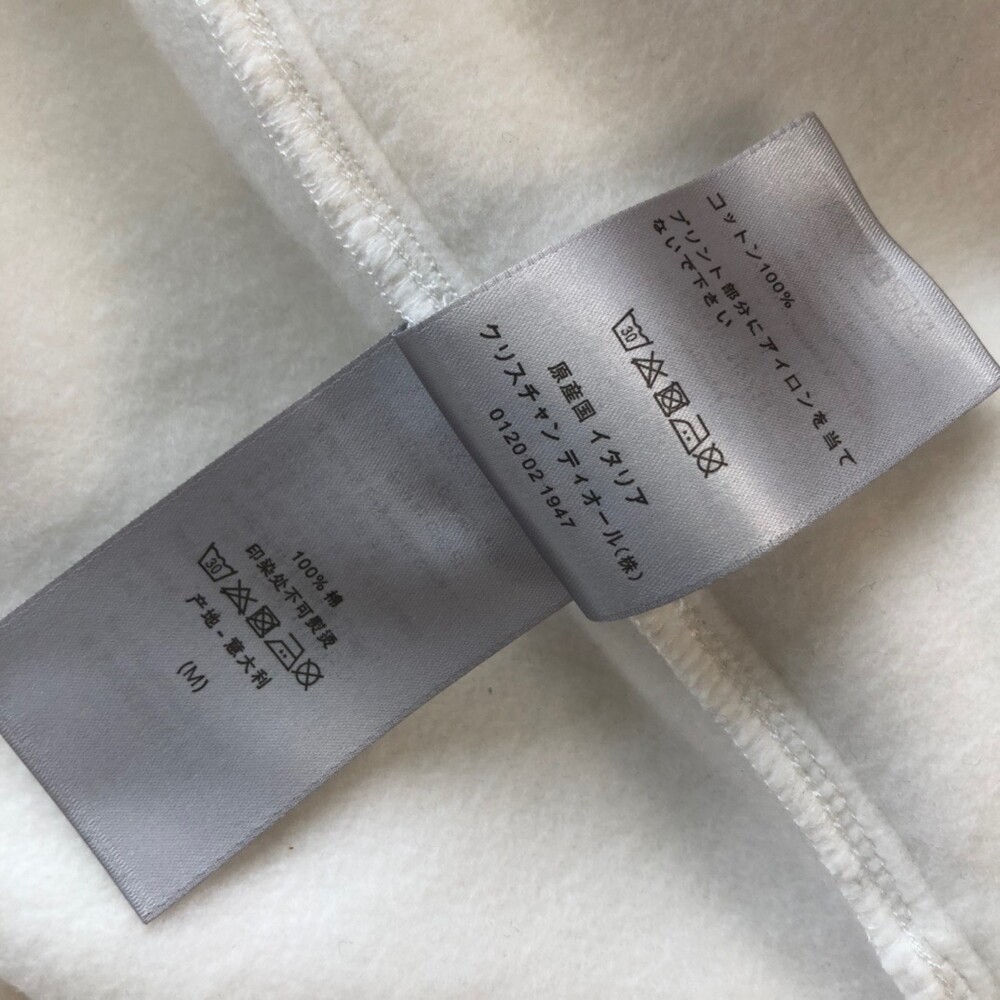 コットン100%
プリント部分にアイロンを当て
ないで下さい
30
原産国 イタリア
クリスチャン ディオール(株)
0120 02 1947
100% 棉
印染处不可熨烫
30
产地 - 意大利
(M)